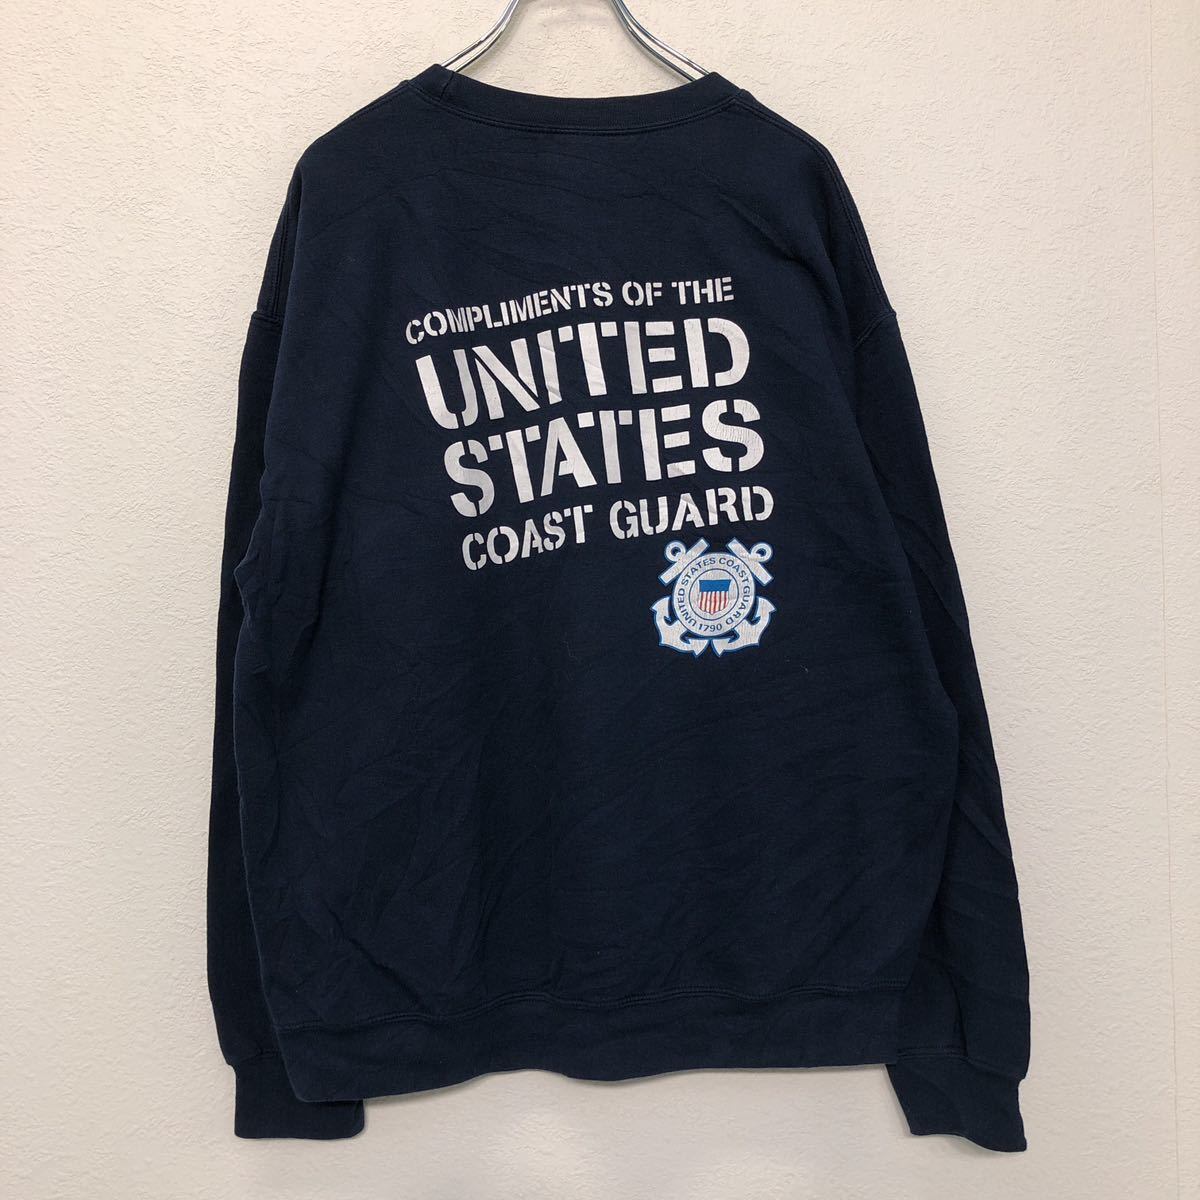 COMPLIMENTS OF THE
UNITED
STATES
COAST GUARD
UNITED STATES COAST GUARD
1790